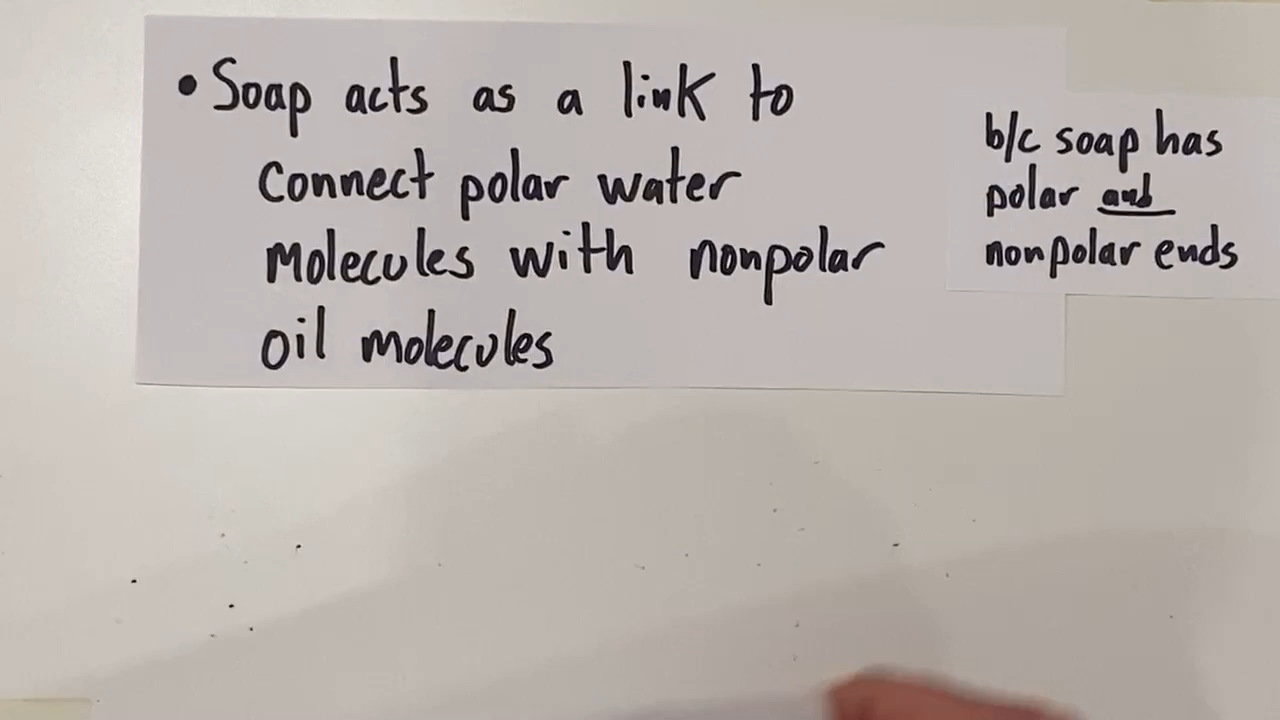 • Soap acts as a link to
connect polar water
molecules with nonpolar
oil molecules
b/c soap has
polar and
nonpolar ends